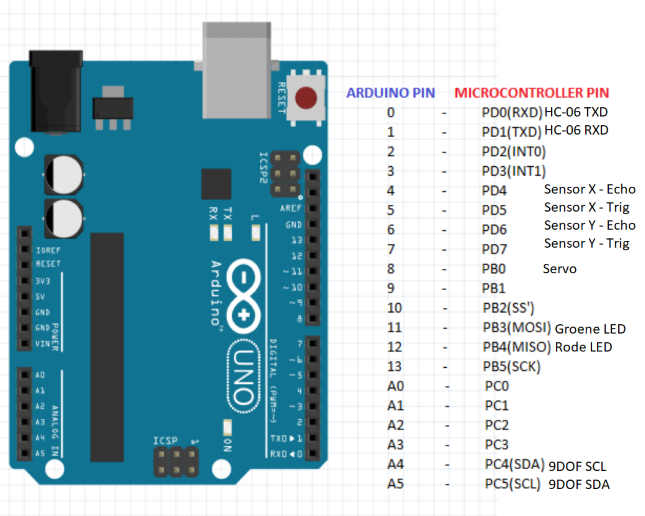 RESET
ICSP2
AREF
GND
13
12
~11
~10
~9
8
7
~6
~5
4
~3
2
TXD►1
RXD◄0
RX
TX
L
IOREF
RESET
3V3
5V
GND
GND
VIN
POWER
A0
A1
A2
A3
A4
A5
ANALOG IN
Arduino™
UNO
DIGITAL (PWM=~)
ON
ICSP
1
ARDUINO PIN MICROCONTROLLER PIN
0 - PD0(RXD) HC-06 TXD
1 - PD1(TXD) HC-06 RXD
2 - PD2(INT0)
3 - PD3(INT1)
4 - PD4 Sensor X - Echo
5 - PD5 Sensor X - Trig
6 - PD6 Sensor Y - Echo
7 - PD7 Sensor Y - Trig
8 - PB0 Servo
9 - PB1
10 - PB2(SS')
11 - PB3(MOSI) Groene LED
12 - PB4(MISO) Rode LED
13 - PB5(SCK)
A0 - PC0
A1 - PC1
A2 - PC2
A3 - PC3
A4 - PC4(SDA) 9DOF SCL
A5 - PC5(SCL) 9DOF SDA